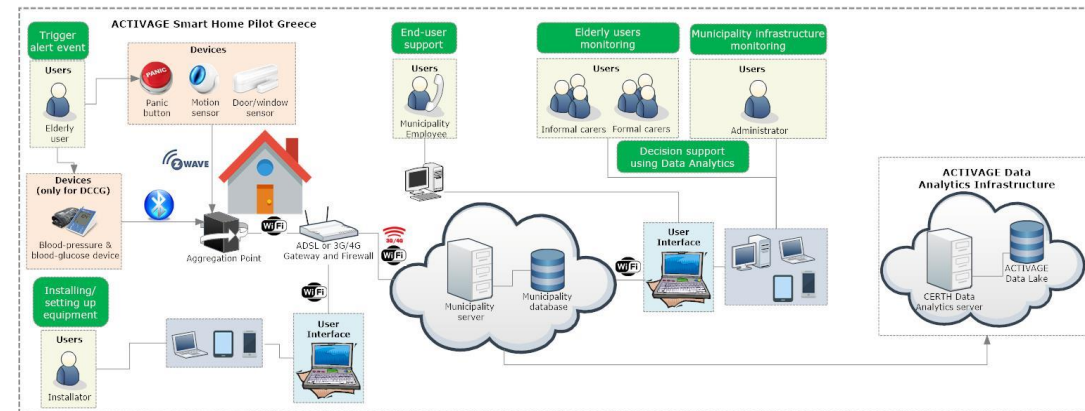 ACTIVAGE Smart Home Pilot Greece
Trigger
alert event
Users
Elderly
user
Devices
PANIC
Panic
button
Motion
sensor
Door/window
sensor
Devices
(only for DCCG)
Blood-pressure &
blood-glucose device
ZWAVE
Aggregation Point
WiFi
ADSL or 3G/4G
Gateway and Firewall
3G/4G
WiFi
WiFi
Installing/
setting up
equipment
Users
Installator
User
Interface
End-user
support
Users
Municipality
Employee
Elderly users
monitoring
Users
Informal carers
Formal carers
Municipality infrastructure
monitoring
Users
Administrator
Decision support
using Data Analytics
Municipality
server
Municipality
database
WiFi
User
Interface
ACTIVAGE Data
Analytics Infrastructure
CERTH Data
Analytics server
ACTIVAGE
Data Lake